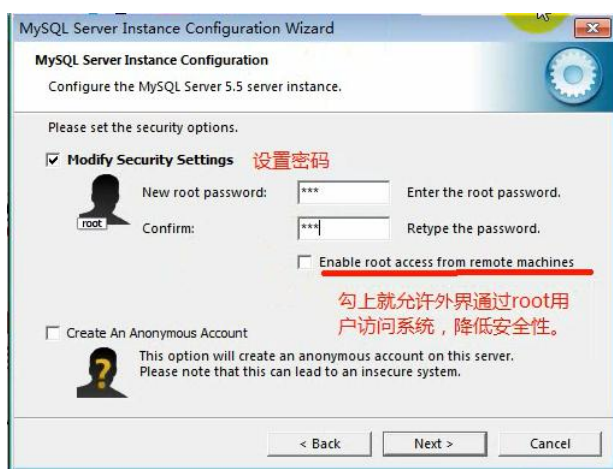 MySQL Server Instance Configuration Wizard
MySQL Server Instance Configuration
Configure the MySQL Server 5.5 server instance.
Please set the security options.
Modify Security Settings 设置密码
New root password: *** Enter the root password.
root
Confirm: *** Retype the password.
Enable root access from remote machines
勾上就允许外界通过root用
户访问系统，降低安全性。
Create An Anonymous Account
This option will create an anonymous account on this server.
Please note that this can lead to an insecure system.
< Back Next > Cancel